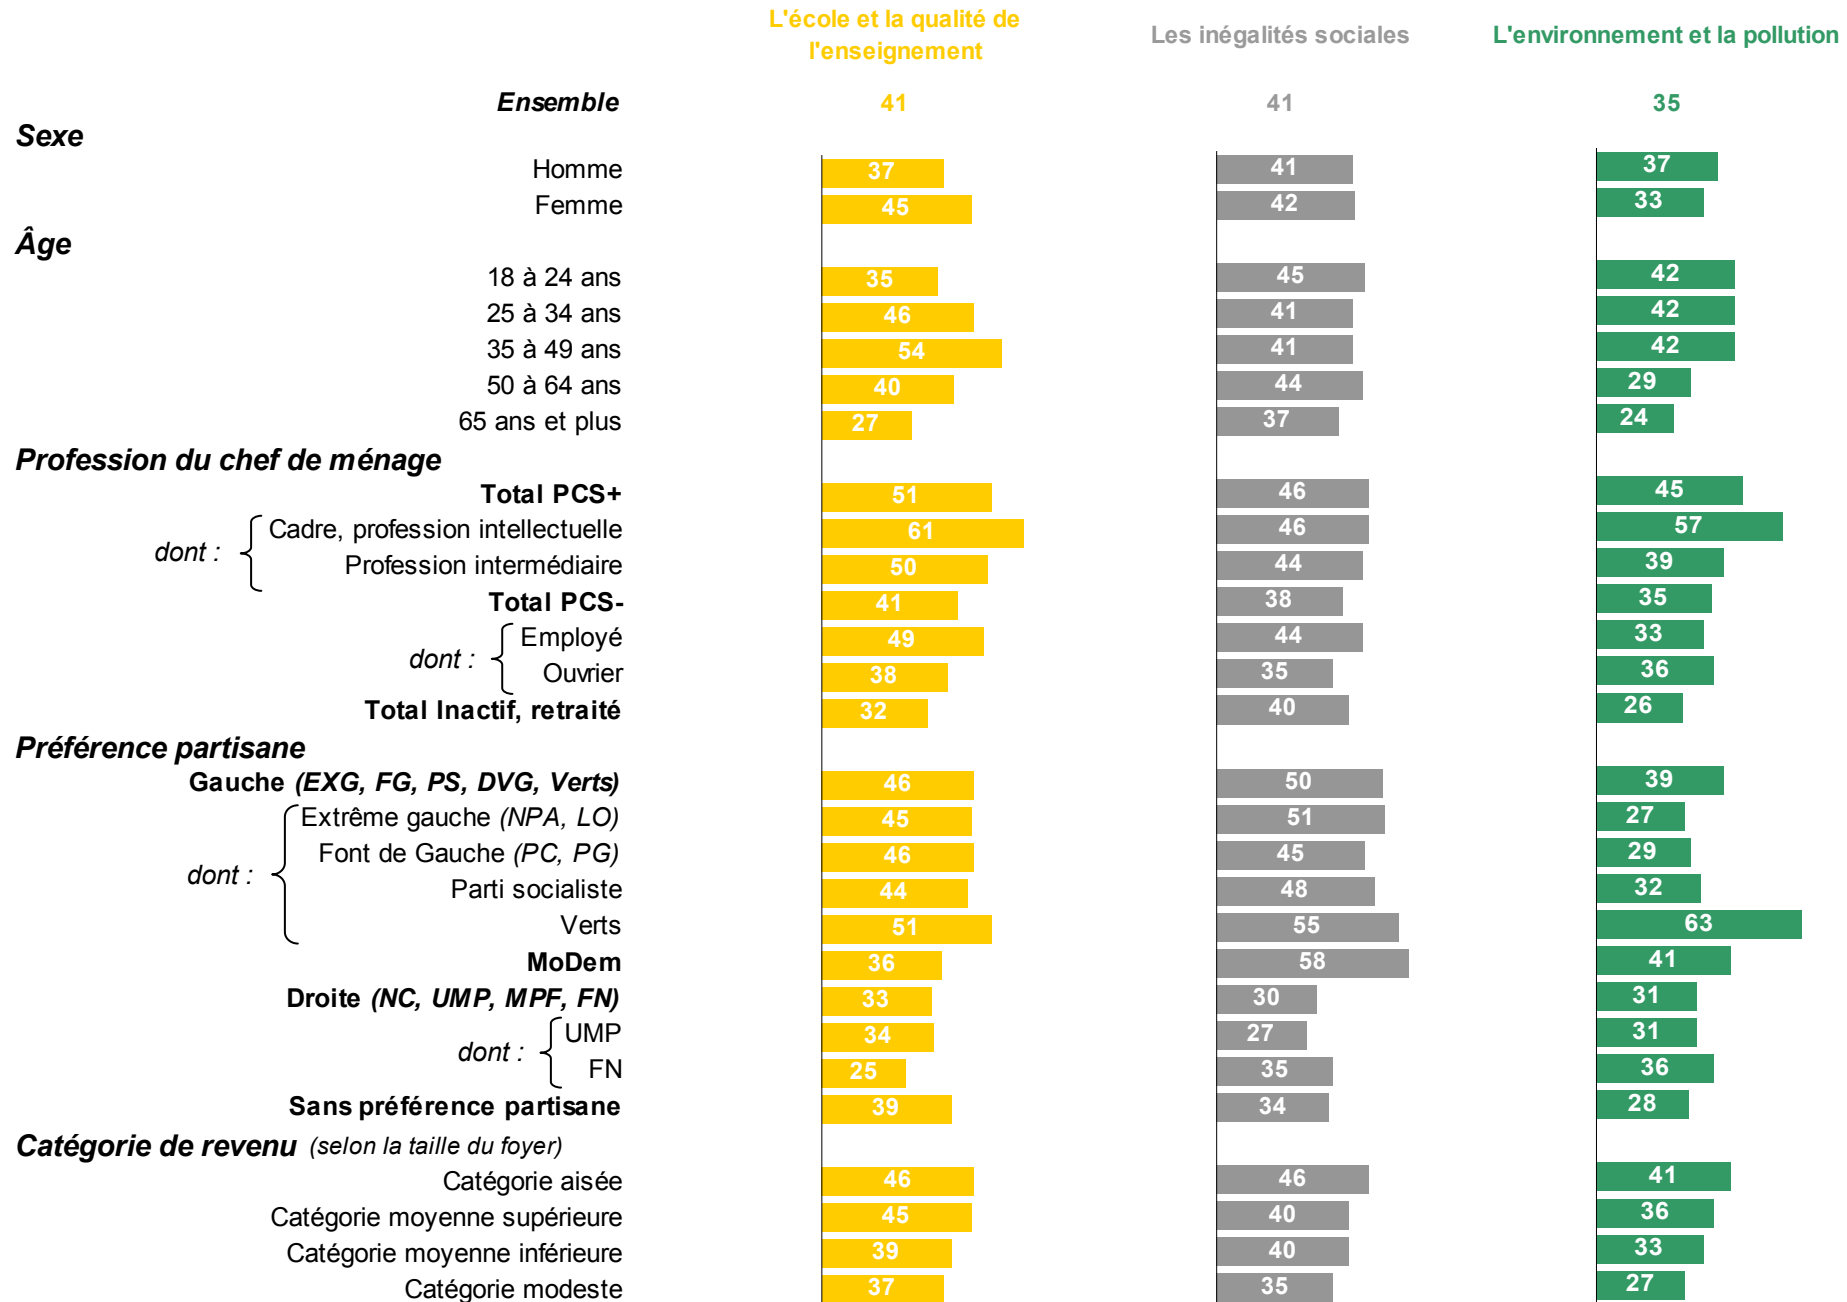 L'école et la qualité de
l'enseignement
Les inégalités sociales
L'environnement et la pollution
Ensemble 41 41 35
Sexe
Homme 37 41 37
Femme 45 42 33
Âge
18 à 24 ans 35 45 42
25 à 34 ans 46 41 42
35 à 49 ans 54 41 42
50 à 64 ans 40 44 29
65 ans et plus 27 37 24
Profession du chef de ménage
Total PCS+ 51 46 45
Cadre, profession intellectuelle 61 46 57
dont :
Profession intermédiaire 50 44 39
Total PCS- 41 38 35
Employé 49 44 33
dont :
Ouvrier 38 35 36
Total Inactif, retraité 32 40 26
Préférence partisane
Gauche (EXG, FG, PS, DVG, Verts) 46 50 39
Extrême gauche (NPA, LO) 45 51 27
Font de Gauche (PC, PG) 46 45 29
dont :
Parti socialiste 44 48 32
Verts 51 55 63
MoDem 36 58 41
Droite (NC, UMP, MPF, FN) 33 30 31
UMP 34 27 31
dont :
FN 25 35 36
Sans préférence partisane 39 34 28
Catégorie de revenu (selon la taille du foyer)
Catégorie aisée 46 46 41
Catégorie moyenne supérieure 45 40 36
Catégorie moyenne inférieure 39 40 33
Catégorie modeste 37 35 27